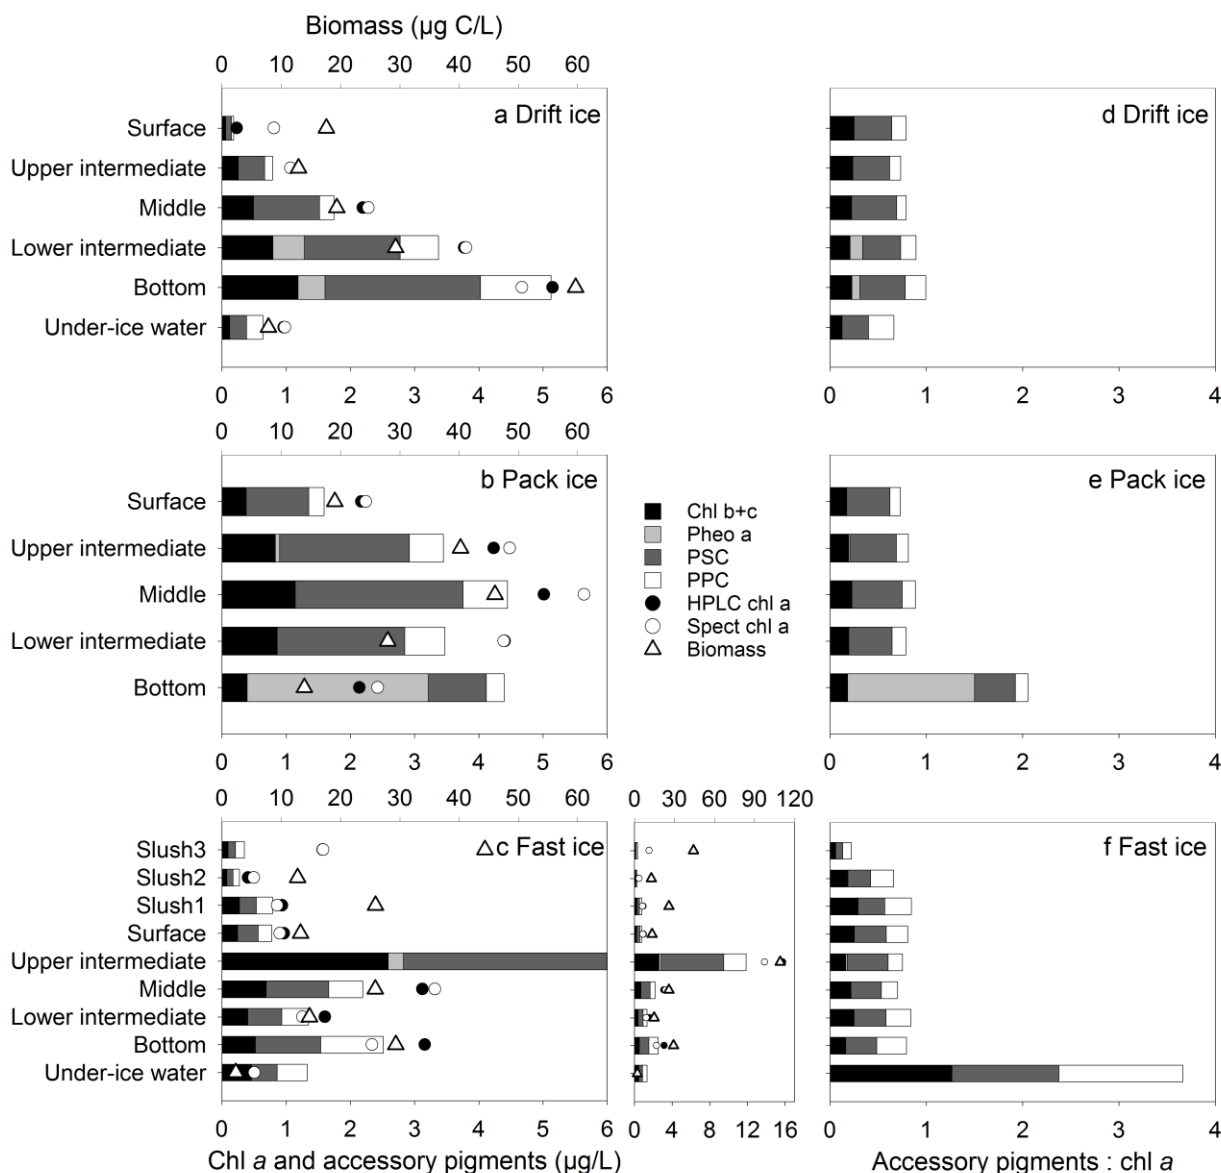 Biomass (µg C/L)
0 10 20 30 40 50 60
a Drift ice
d Drift ice
Surface
Upper intermediate
Middle
Lower intermediate
Bottom
Under-ice water
0 1 2 3 4 5 6
0 1 2 3 4
0 10 20 30 40 50 60
b Pack ice
e Pack ice
Surface
Upper intermediate
Middle
Lower intermediate
Bottom
Chl b+c
Pheo a
PSC
PPC
HPLC chl a
Spect chl a
Biomass
0 1 2 3 4 5 6
0 1 2 3 4
0 10 20 30 40 50 60
0 30 60 90 120
c Fast ice
f Fast ice
Slush3
Slush2
Slush1
Surface
Upper intermediate
Middle
Lower intermediate
Bottom
Under-ice water
0 1 2 3 4 5 6
0 4 8 12 16
0 1 2 3 4
Chl a and accessory pigments (µg/L)
Accessory pigments : chl a